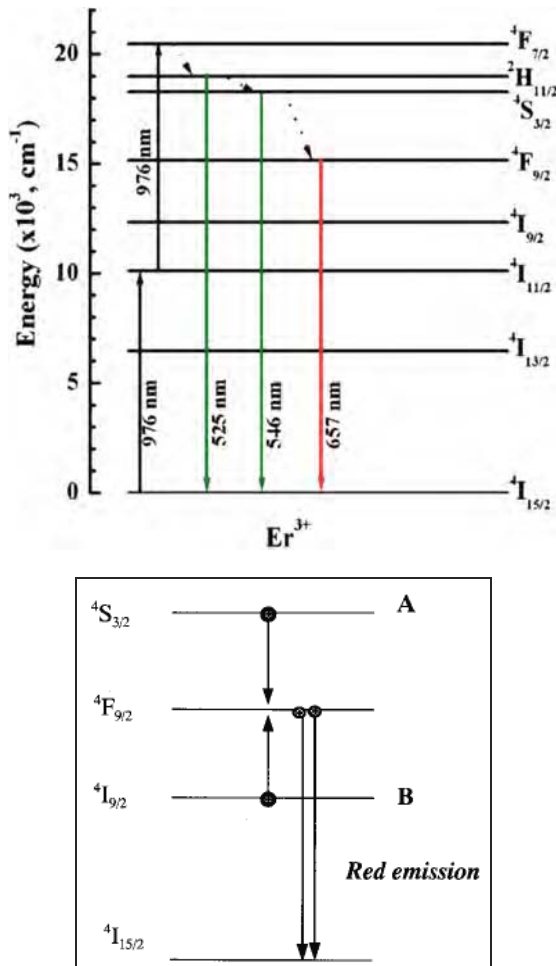 Energy (x10³, cm⁻¹)
20
15
10
5
0
⁴F₇/₂
²H₁₁/₂
⁴S₃/₂
⁴F₉/₂
⁴I₉/₂
⁴I₁₁/₂
⁴I₁₃/₂
⁴I₁₅/₂
976 nm
976 nm
525 nm
546 nm
657 nm
Er³⁺
⁴S₃/₂
A
⁴F₉/₂
⁴I₉/₂
B
Red emission
⁴I₁₅/₂